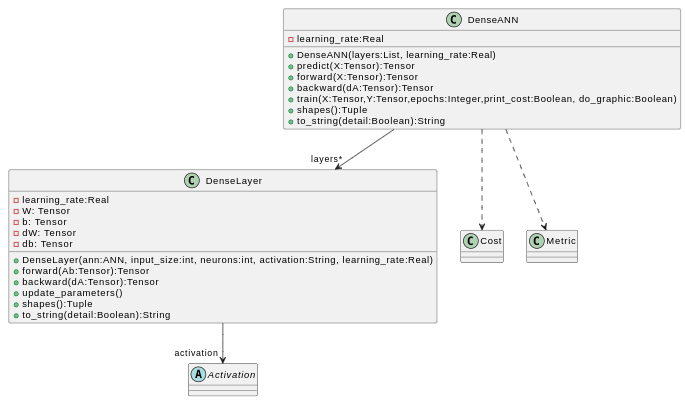 C DenseANN
learning_rate:Real
DenseANN(layers:List, learning_rate:Real)
predict(X:Tensor):Tensor
forward(X:Tensor):Tensor
backward(dA:Tensor):Tensor
train(X:Tensor,Y:Tensor,epochs:Integer,print_cost:Boolean, do_graphic:Boolean)
shapes():Tuple
to_string(detail:Boolean):String
layers*
C DenseLayer
learning_rate:Real
W: Tensor
b: Tensor
dW: Tensor
db: Tensor
DenseLayer(ann:ANN, input_size:int, neurons:int, activation:String, learning_rate:Real)
forward(Ab:Tensor):Tensor
backward(dA:Tensor):Tensor
update_parameters()
shapes():Tuple
to_string(detail:Boolean):String
C Cost
C Metric
activation
A Activation